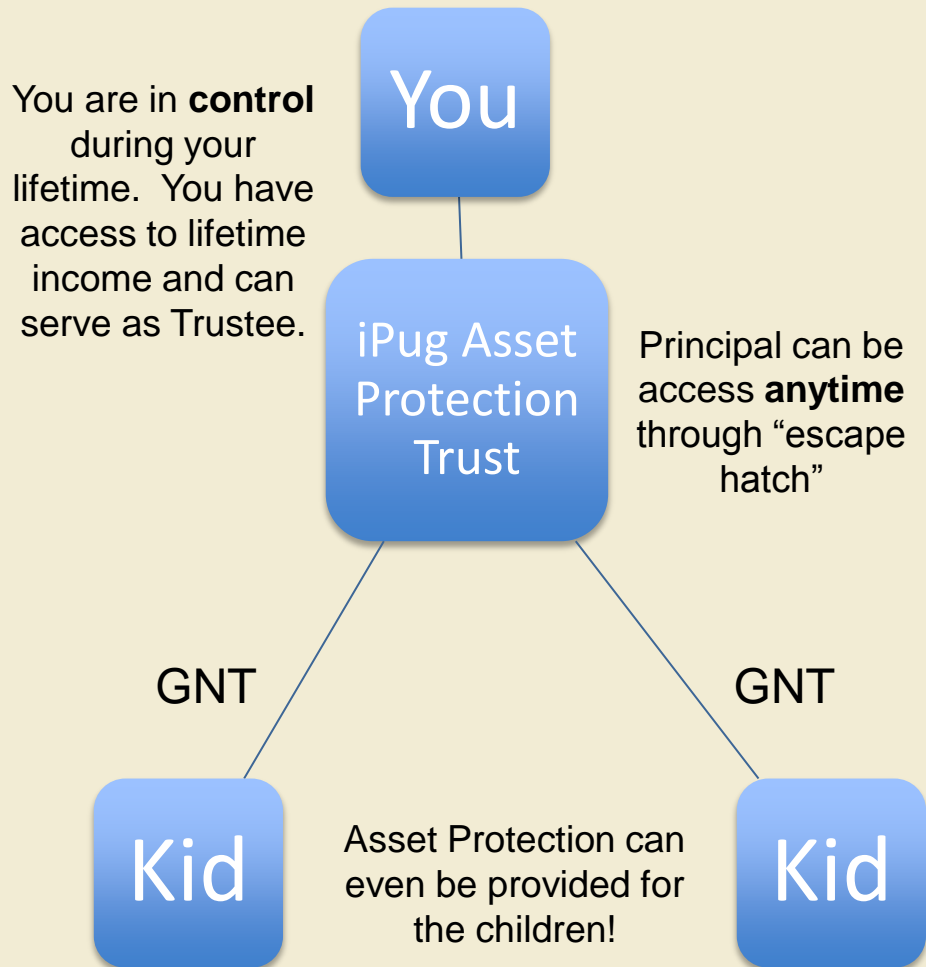 You
You are in control
during your
lifetime.  You have
access to lifetime
income and can
serve as Trustee.
iPug Asset
Protection
Trust
Principal can be
access anytime
through “escape
hatch”
GNT
GNT
Kid
Asset Protection can
even be provided for
the children!
Kid